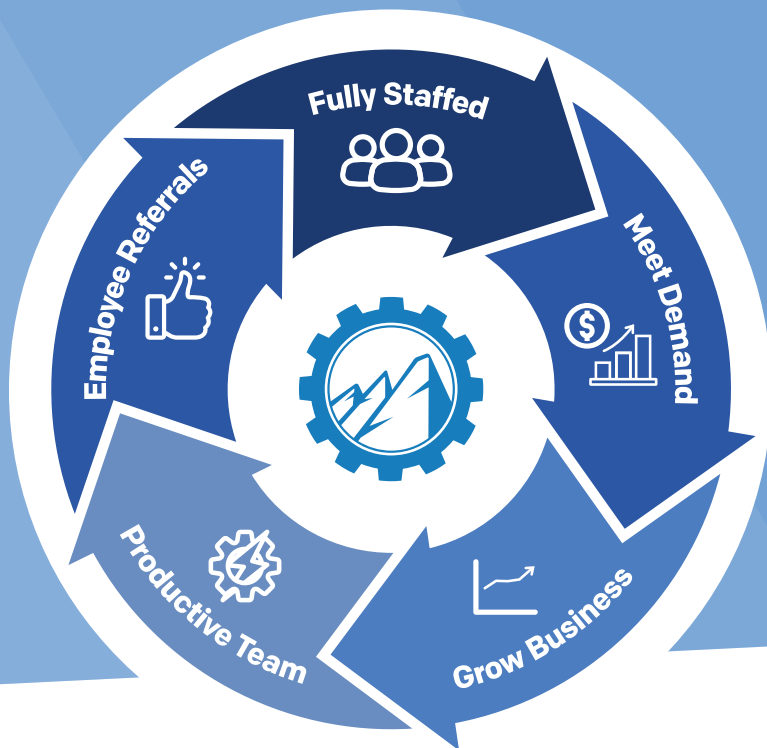 Fully Staffed
Meet Demand
$
Grow Business
Productive Team
Employee Referrals